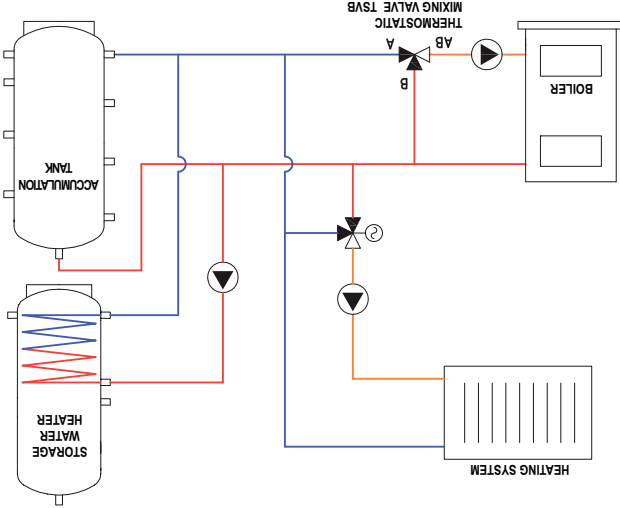 HEATING SYSTEM
STORAGE
WATER
HEATER
ACCUMULATION
TANK
B
A
AB
BOILER
THERMOSTATIC
MIXING VALVE TSVB